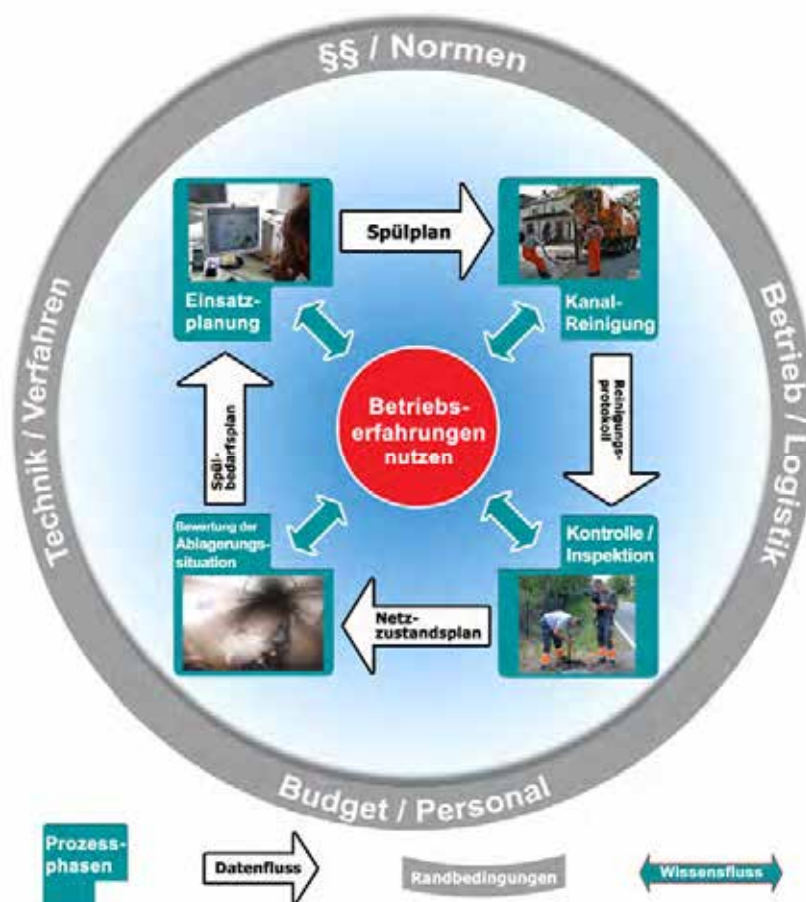 §§ / Normen
Einsatz-
planung
Spülplan
Kanal-
Reinigung
Betrieb / Logistik
Technik / Verfahren
Betriebs-
erfahrungen
nutzen
Reinigungs-
protokoll
Spül-
bedarfsplan
Bewertung der
Ablagerungs-
situation
Netz-
zustandsplan
Kontrolle /
Inspektion
Budget / Personal
Prozess-
phasen
Datenfluss
Randbedingungen
Wissensfluss